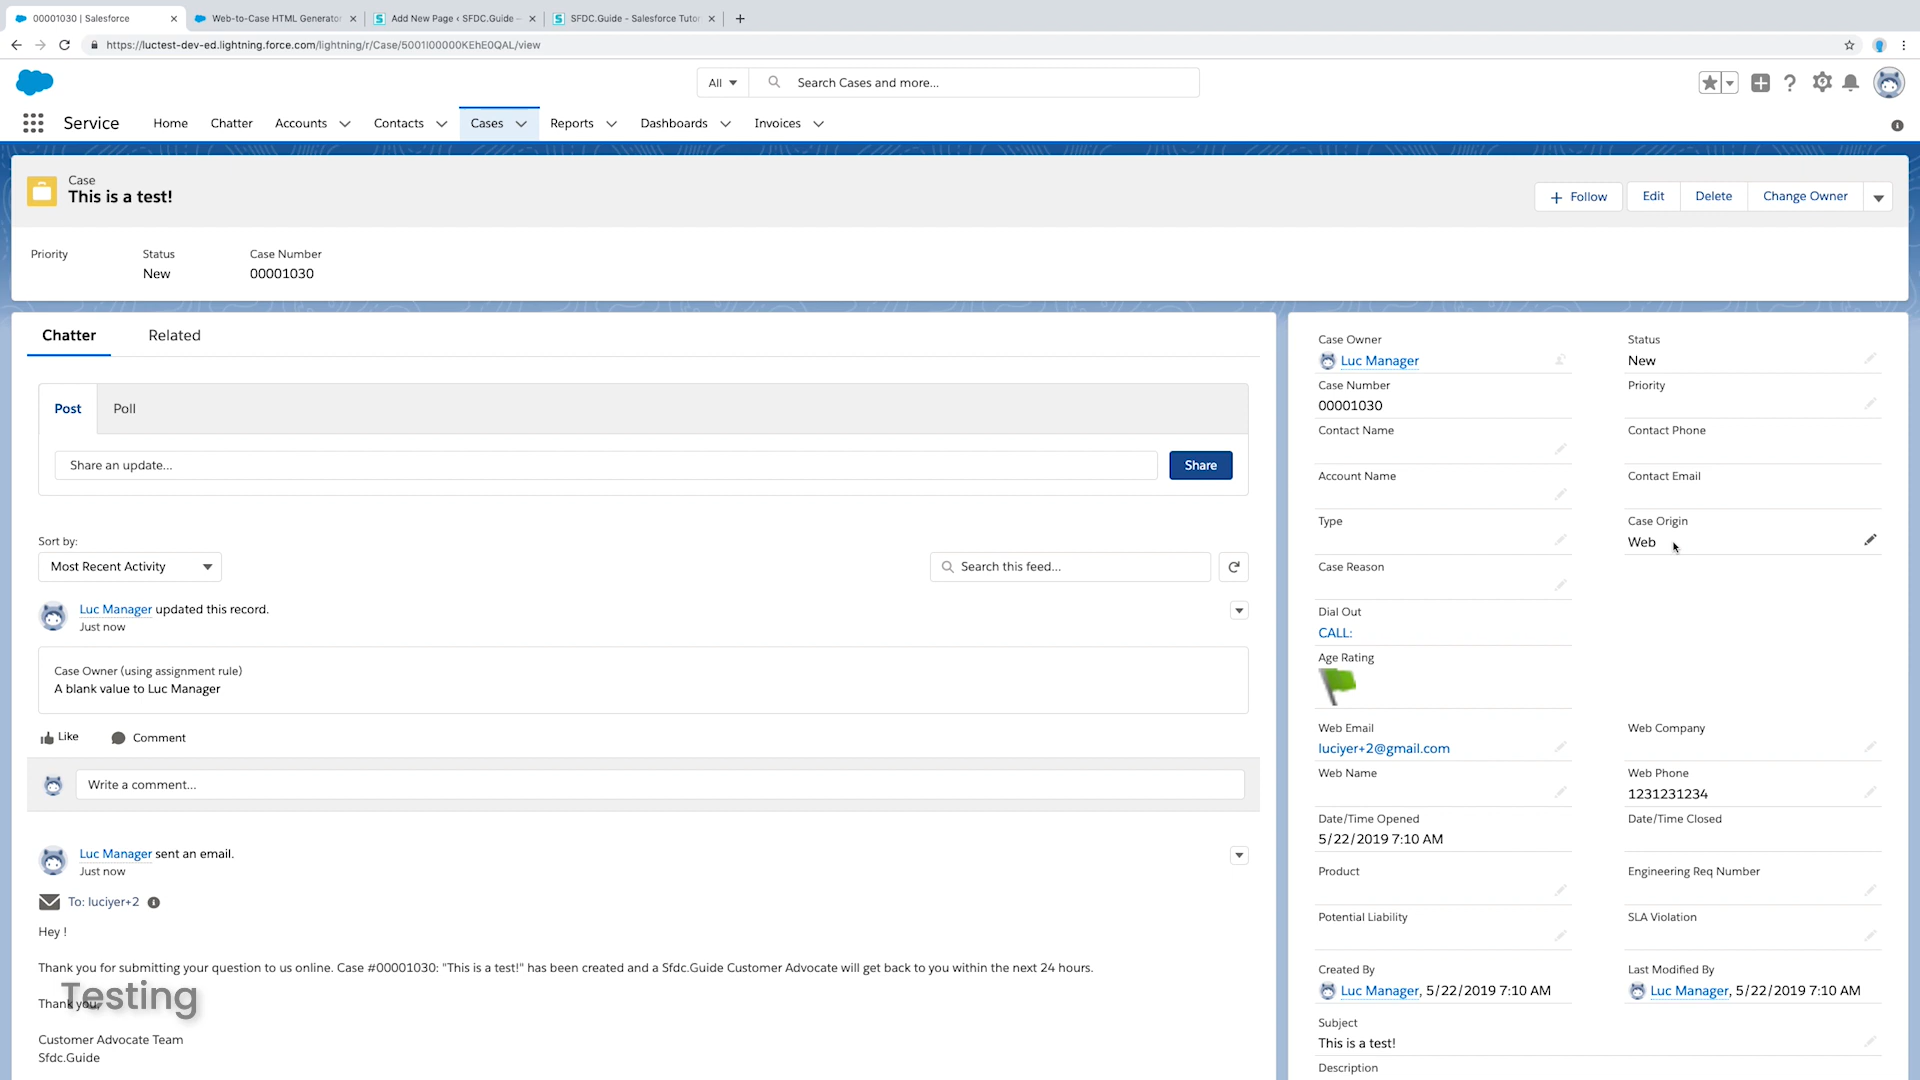 00001030 | Salesforce
Web-to-Case HTML Generator
Add New Page ‹ SFDC.Guide —
SFDC.Guide - Salesforce Tutor
https://luctest-dev-ed.lightning.force.com/lightning/r/Case/5001I00000KEhE0QAL/view
All
Search Cases and more...
Service
Home
Chatter
Accounts
Contacts
Cases
Reports
Dashboards
Invoices
Case
This is a test!
Follow
Edit
Delete
Change Owner
Priority
Status
New
Case Number
00001030
Chatter
Related
Post
Poll
Share an update...
Share
Sort by:
Most Recent Activity
Search this feed...
Luc Manager updated this record.
Just now
Case Owner (using assignment rule)
A blank value to Luc Manager
Like
Comment
Write a comment...
Luc Manager sent an email.
Just now
To: luciyer+2
Hey !
Thank you for submitting your question to us online. Case #00001030: "This is a test!" has been created and a Sfdc.Guide Customer Advocate will get back to you within the next 24 hours.
Thank you,
Testing
Customer Advocate Team
Sfdc.Guide
Case Owner
Luc Manager
Status
New
Case Number
00001030
Priority
Contact Name
Contact Phone
Account Name
Contact Email
Type
Case Origin
Web
Case Reason
Dial Out
CALL:
Age Rating
Web Email
luciyer+2@gmail.com
Web Company
Web Name
Web Phone
1231231234
Date/Time Opened
5/22/2019 7:10 AM
Date/Time Closed
Product
Engineering Req Number
Potential Liability
SLA Violation
Created By
Luc Manager, 5/22/2019 7:10 AM
Last Modified By
Luc Manager, 5/22/2019 7:10 AM
Subject
This is a test!
Description